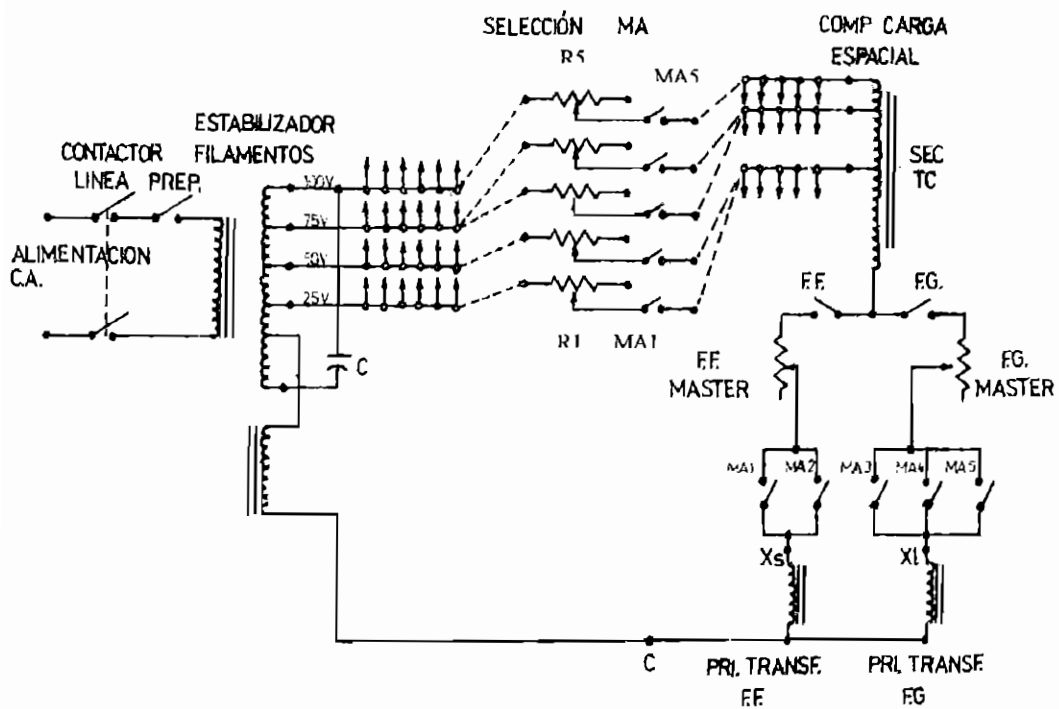 SELECCIÓN MA
COMP CARGA
ESPACIAL
R5
MA5
ESTABILIZADOR
FILAMENTOS
CONTACTOR
LINEA PREP.
SEC
TC
100V
75V
50V
25V
ALIMENTACION
C.A.
R1 MA1
C
F.F.
F.G.
F.F.
MASTER
F.G.
MASTER
MA1
MA2
MA3
MA4
MA5
Xs
Xl
C
PRI. TRANSF.
F.F.
PRI. TRANSF.
F.G